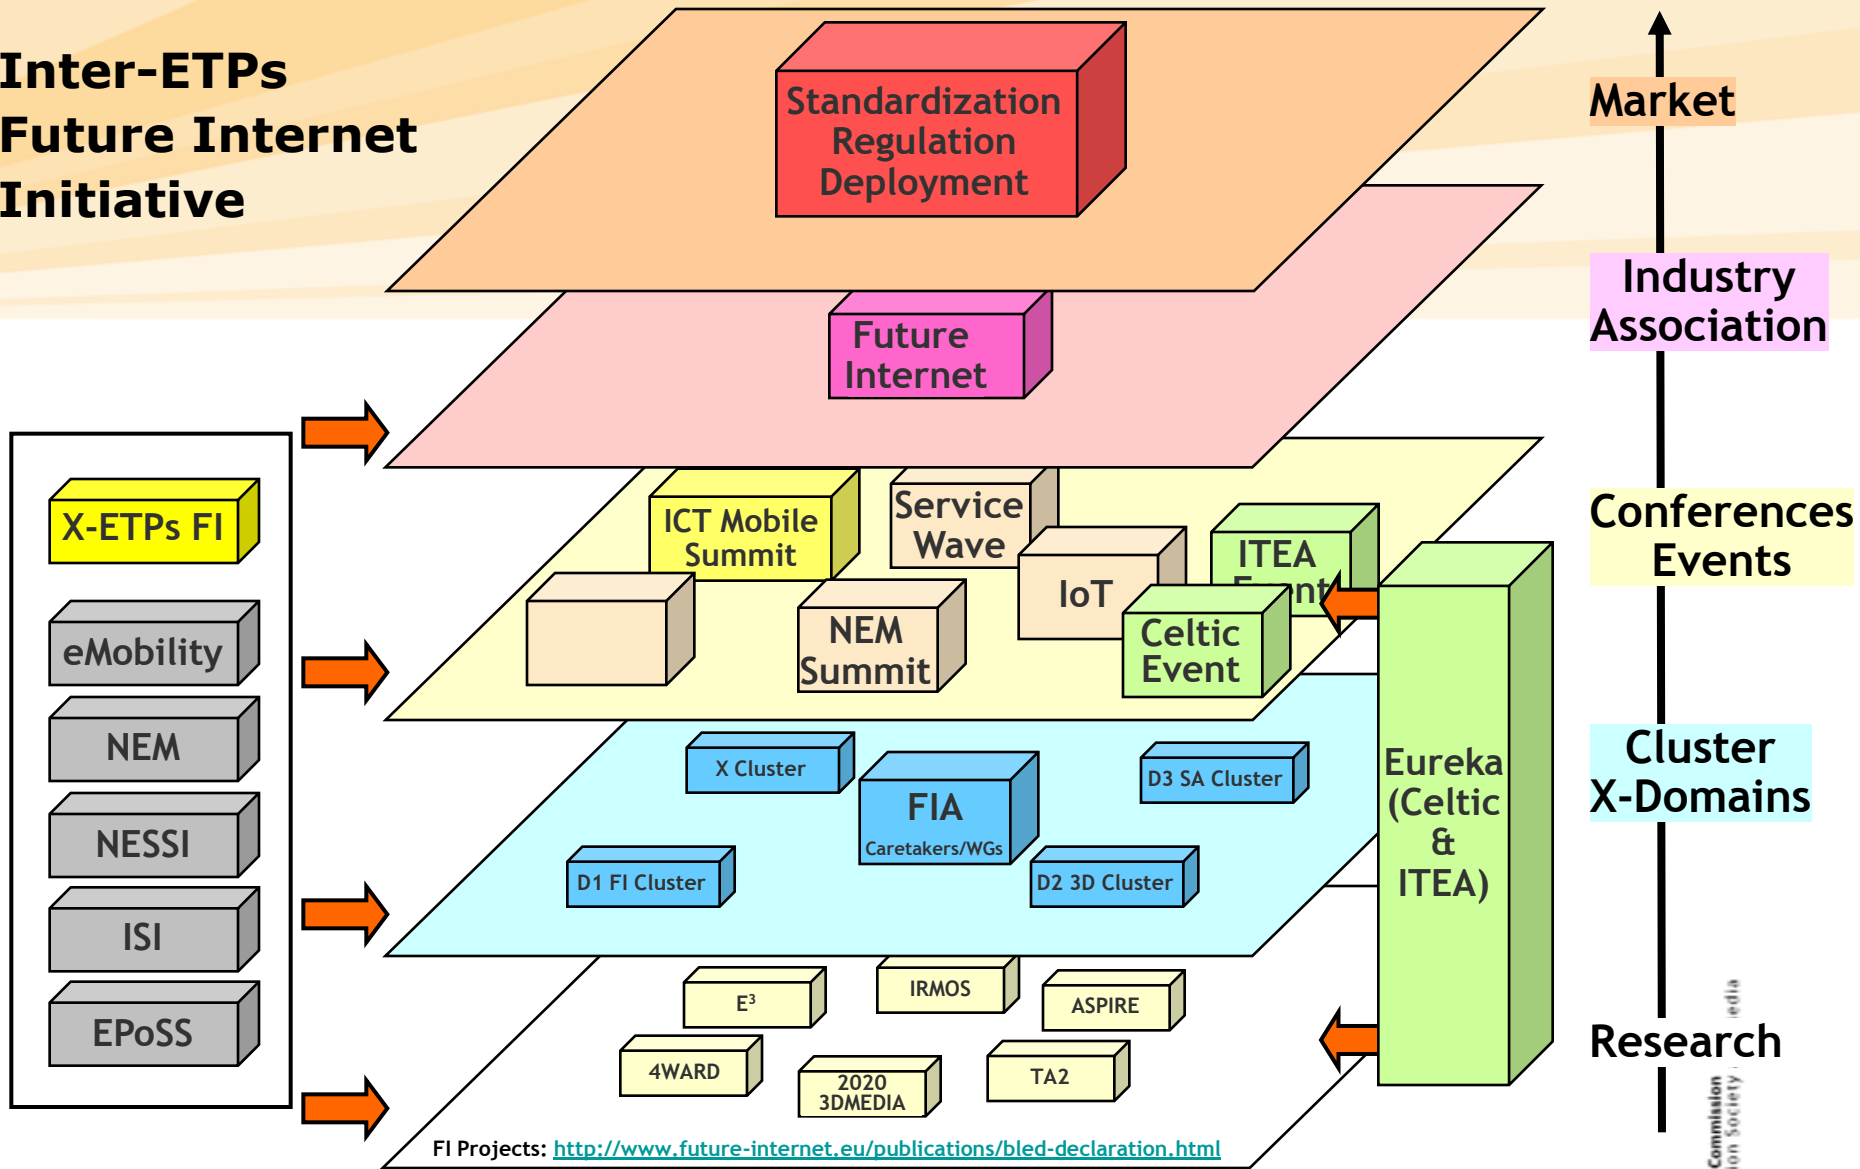 Inter-ETPs
Future Internet
Initiative
Standardization
Regulation
Deployment
Market
Future
Internet
Industry
Association
X-ETPs FI
eMobility
NEM
NESSI
ISI
EPoSS
ICT Mobile
Summit
Service
Wave
IoT
ITEA
NEM
Summit
Celtic
Event
Conferences
Events
X Cluster
FIA
Caretakers/WGs
D3 SA Cluster
D1 FI Cluster
D2 3D Cluster
Eureka
(Celtic
&
ITEA)
Cluster
X-Domains
E³
IRMOS
ASPIRE
4WARD
2020
3DMEDIA
TA2
Research
FI Projects: http://www.future-internet.eu/publications/bled-declaration.html
Commission
Society